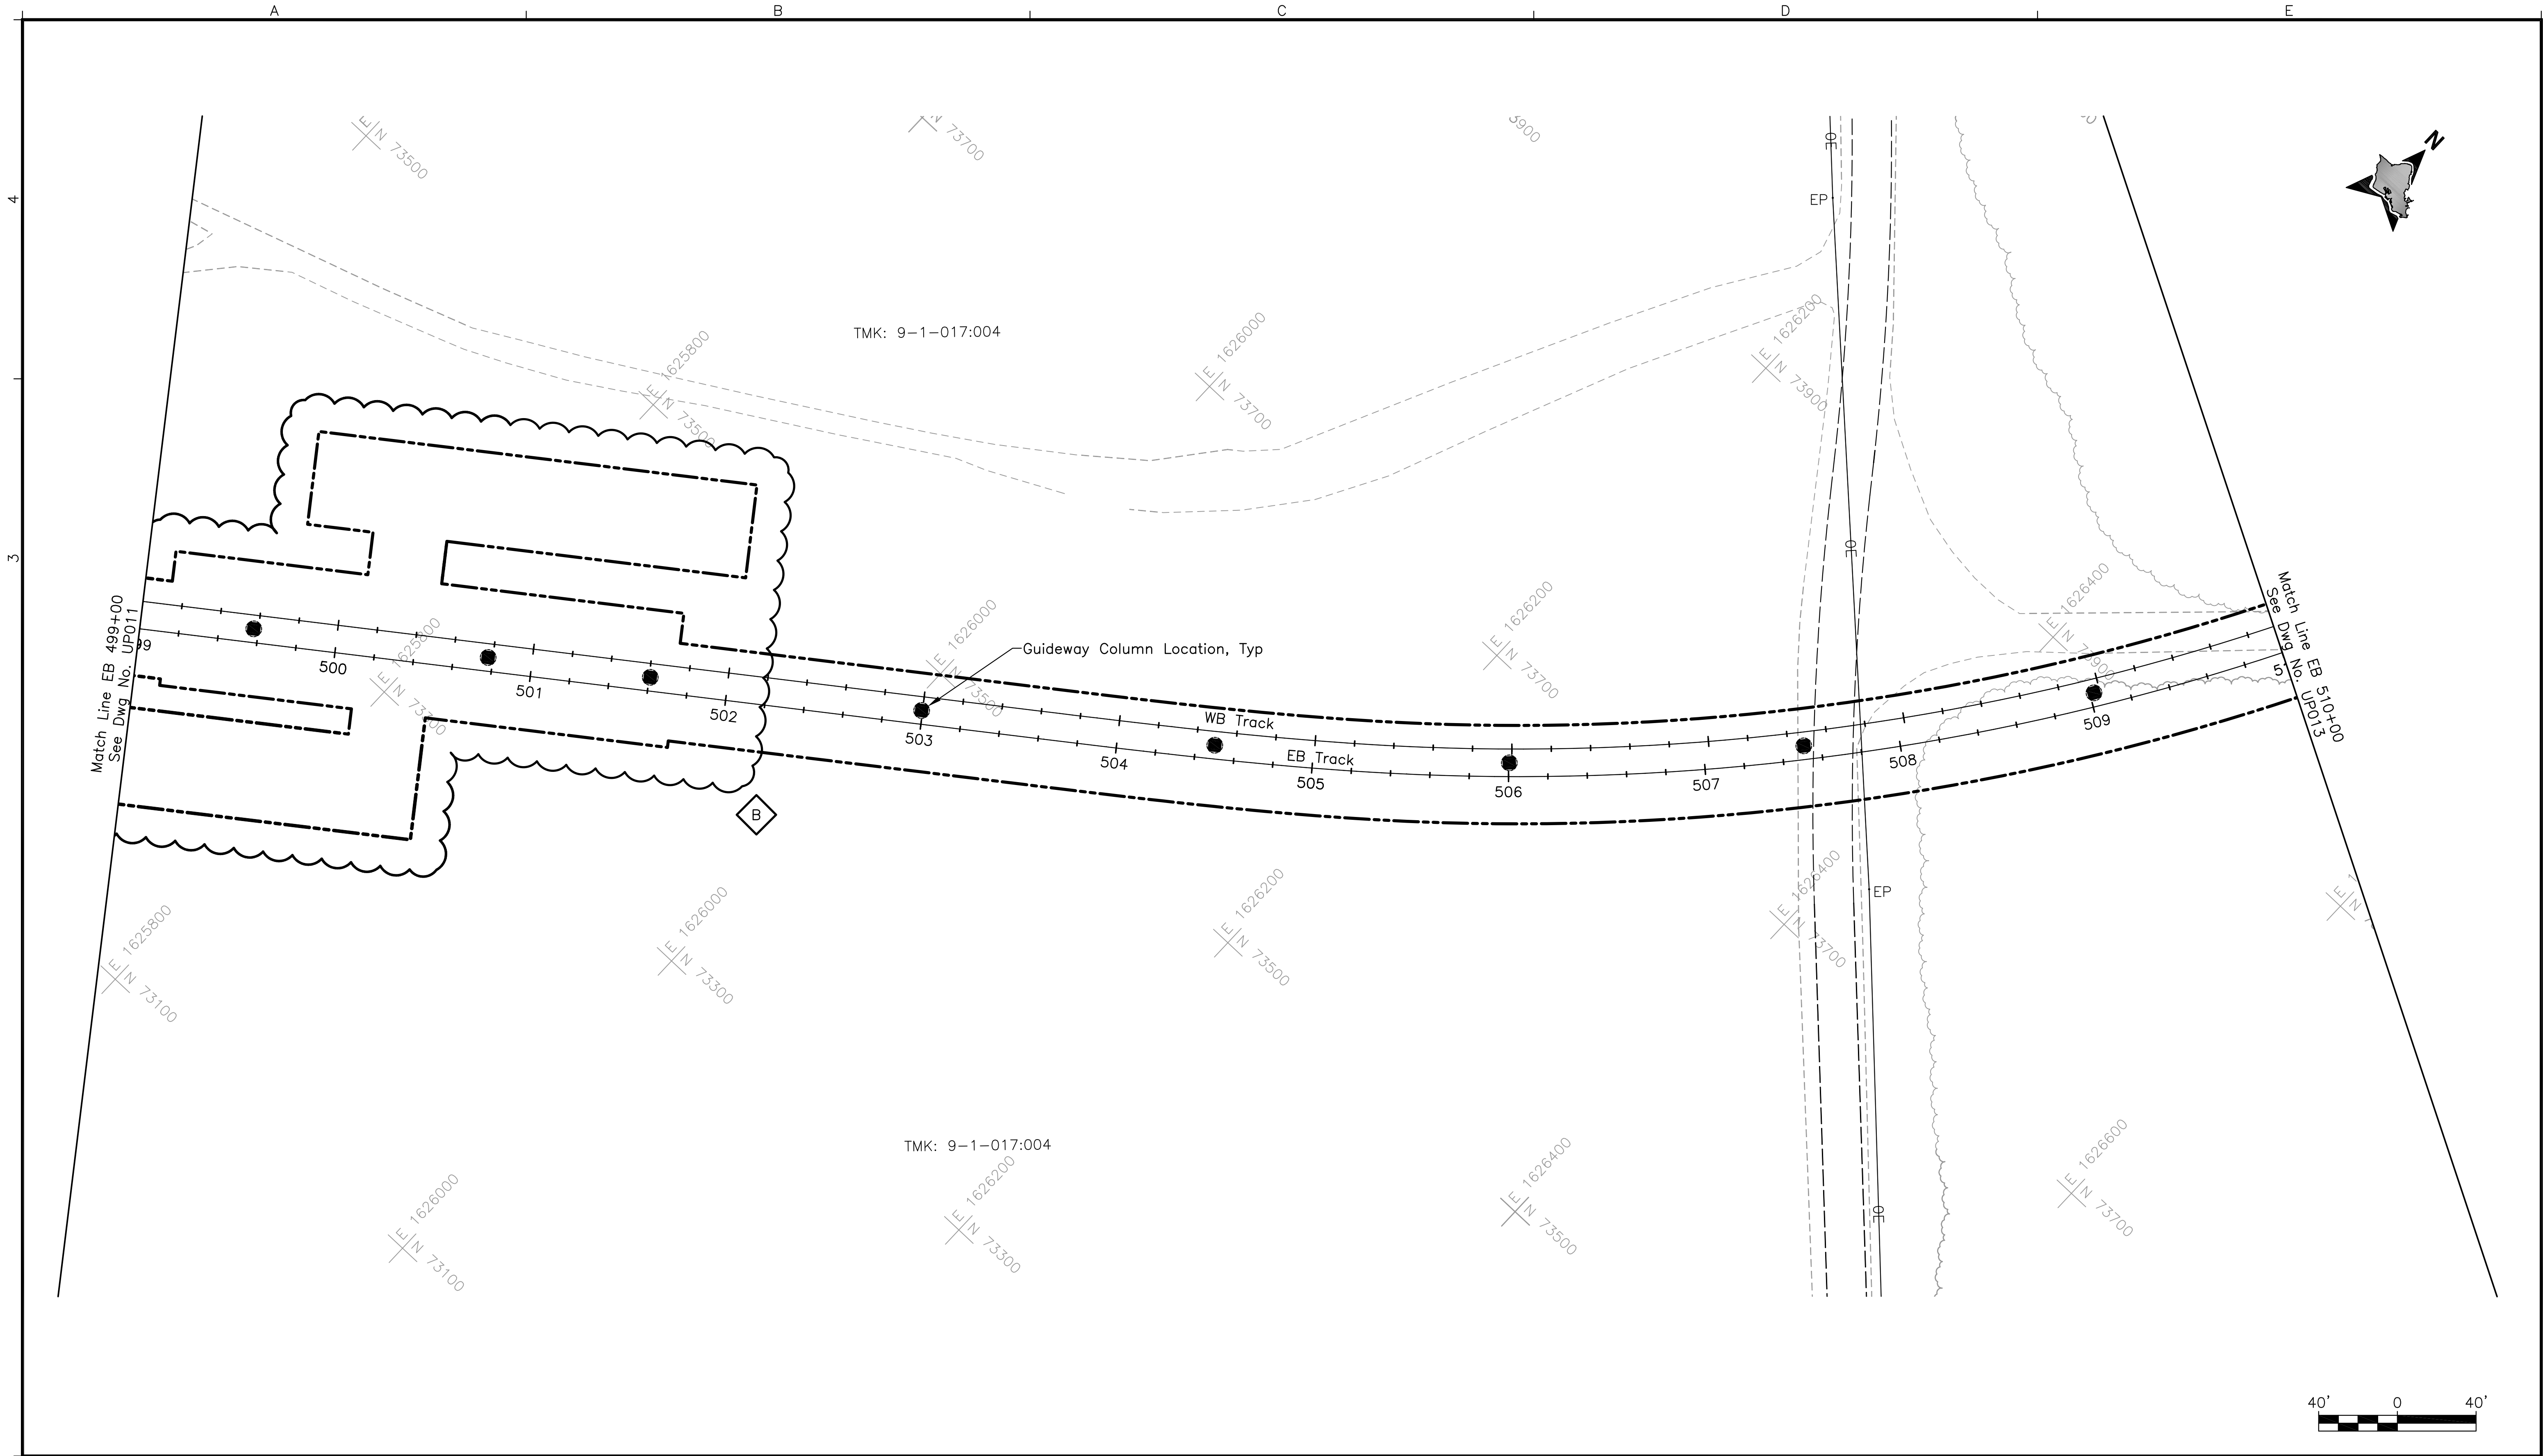 A
B
C
D
E
4
3
E
N 73500
N 73700
3900
OE
EP
N
TMK: 9-1-017:004
E 1625800
N 73500
E 1626000
N 73700
E 1626200
N 73900
OE
Match Line EB 499+00
See Dwg No. UP011
99
500
501
502
503
504
505
506
507
508
509
E 1625800
N 73300
E 1626000
N 73500
Guideway Column Location, Typ
WB Track
EB Track
E 1626200
N 73700
E 1626400
N 73900
Match Line EB 510+00
See Dwg No. UP013
B
EP
E 1625800
N 73100
E 1626000
N 73300
E 1626200
N 73500
E 1626400
N 73700
E
N
TMK: 9-1-017:004
E 1626000
N 73100
E 1626200
N 73300
E 1626400
N 73500
E 1626600
N 73700
OE
40' 0 40'